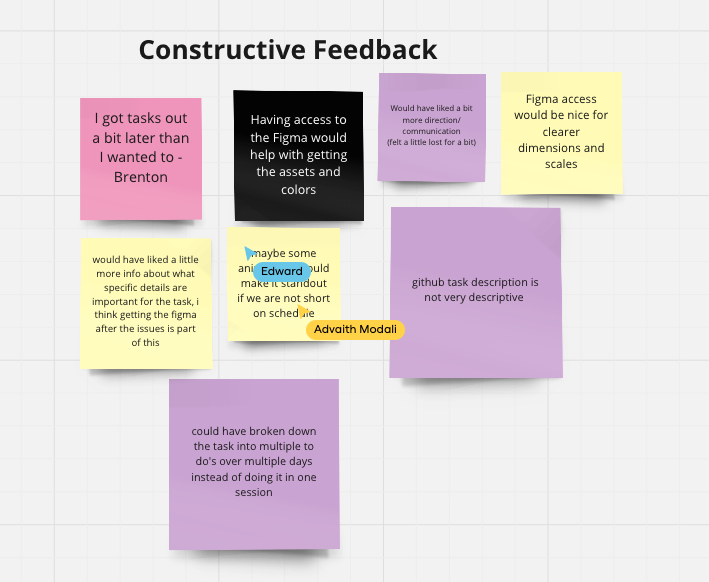 Constructive Feedback
I got tasks out
a bit later than
I wanted to -
Brenton
Having access to
the Figma would
help with getting
the assets and
colors
Would have liked a bit
more direction/
communication
(felt a little lost for a bit)
Figma access
would be nice for
clearer
dimensions and
scales
would have liked a little
more info about what
specific details are
important for the task, i
think getting the figma
after the issues is part
of this
maybe some
make it standout
if we are not short
on schedule
Edward
Advaith Modali
github task description is
not very descriptive
could have broken down
the task into multiple to
do's over multiple days
instead of doing it in one
session